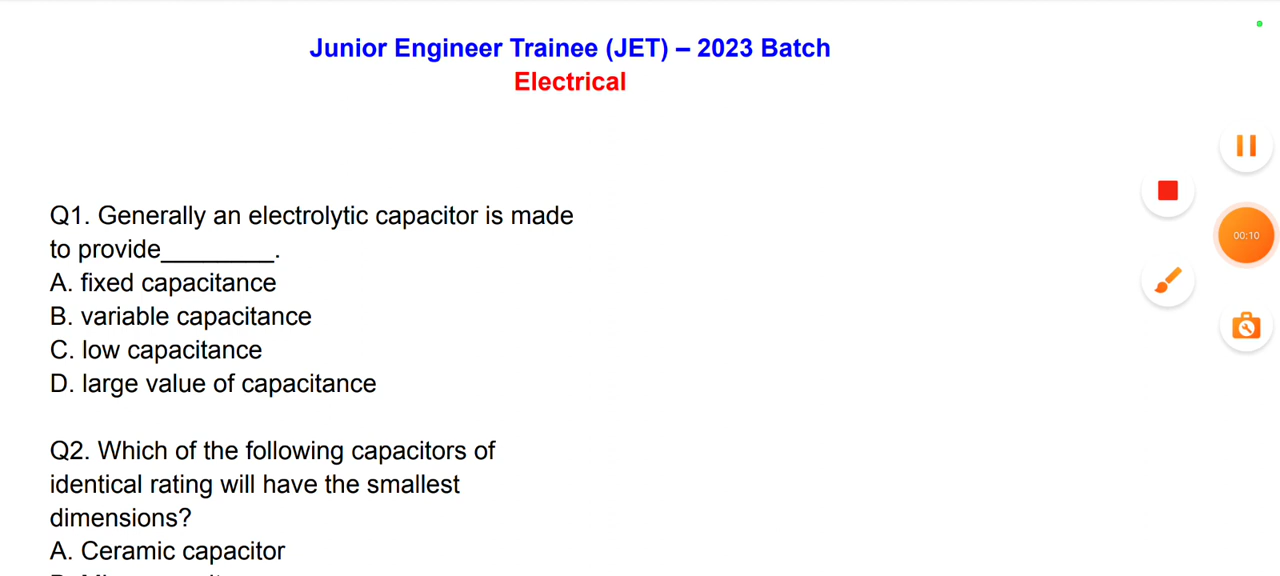 Junior Engineer Trainee (JET) – 2023 Batch
Electrical
Q1. Generally an electrolytic capacitor is made
to provide________.
A. fixed capacitance
B. variable capacitance
C. low capacitance
D. large value of capacitance
Q2. Which of the following capacitors of
identical rating will have the smallest
dimensions?
A. Ceramic capacitor
00:10